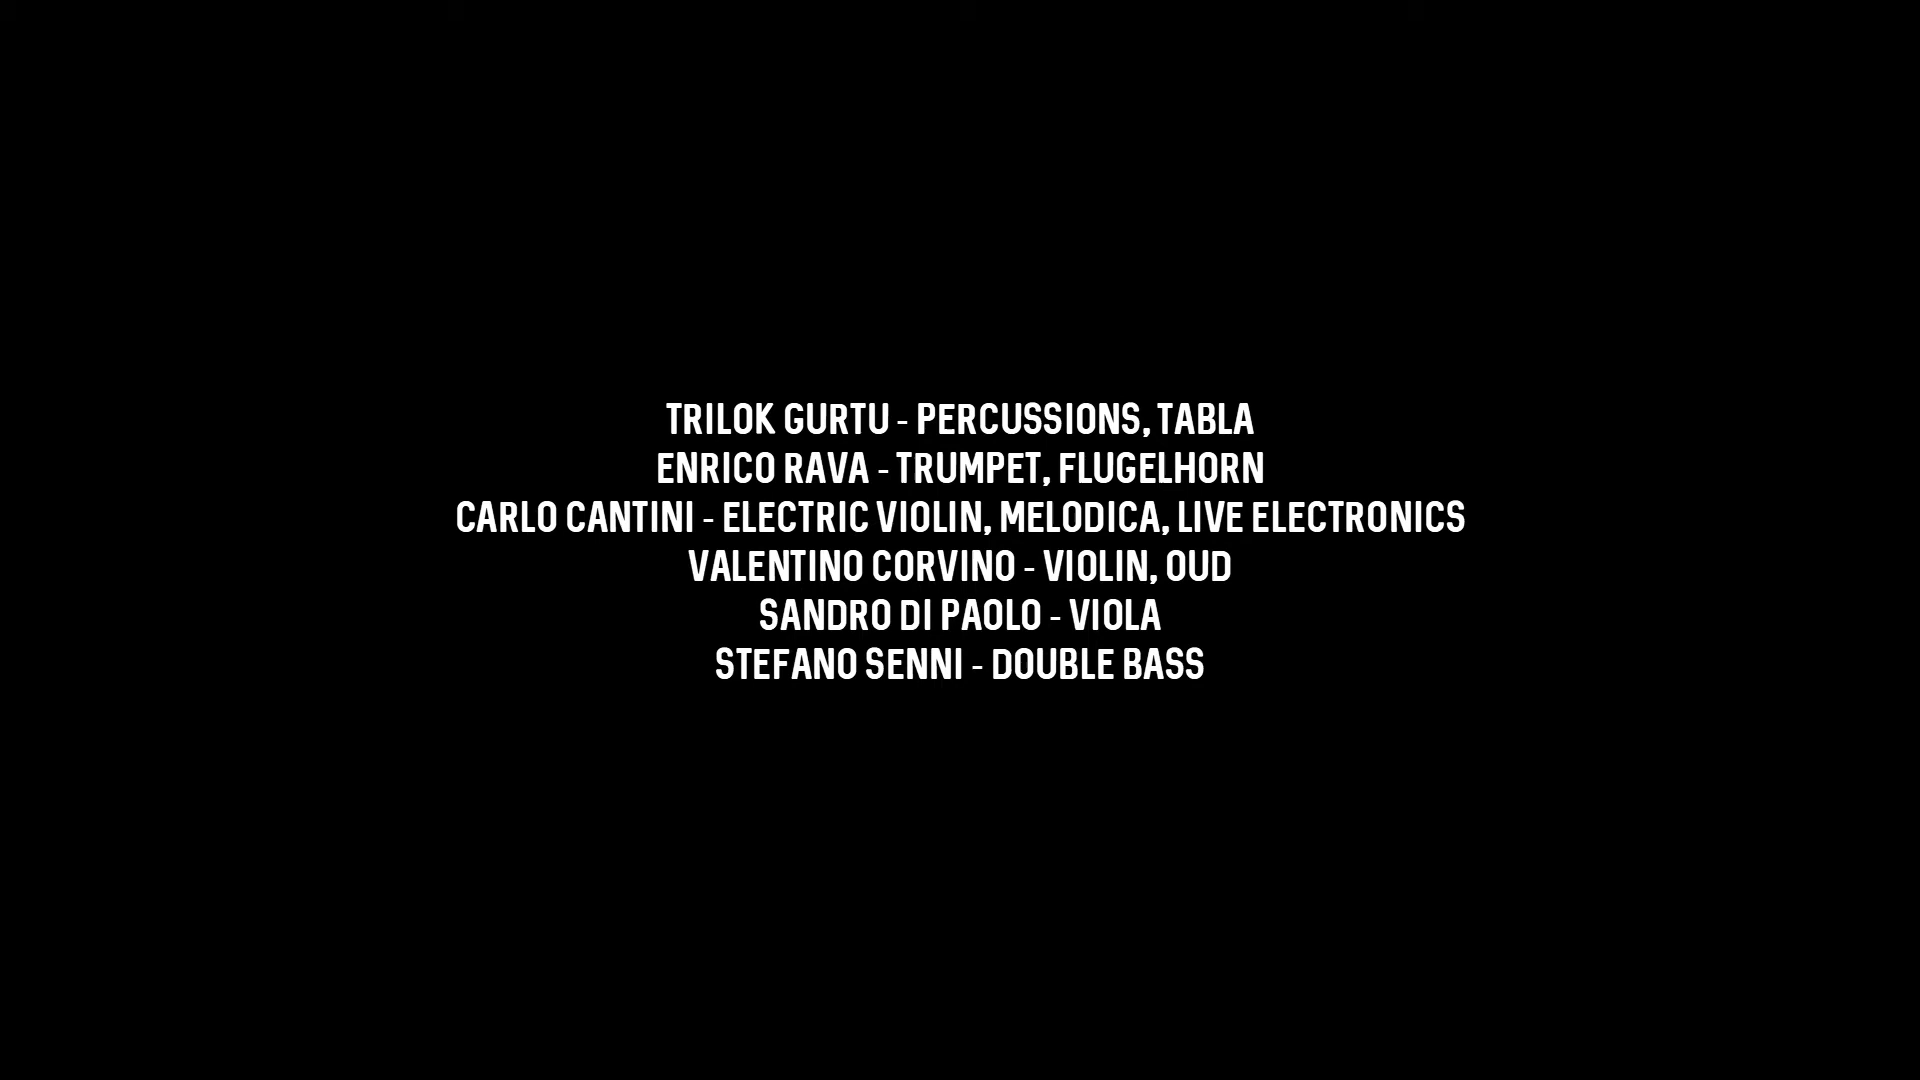 TRILOK GURTU - PERCUSSIONS, TABLA
ENRICO RAVA - TRUMPET, FLUGELHORN
CARLO CANTINI - ELECTRIC VIOLIN, MELODICA, LIVE ELECTRONICS
VALENTINO CORVINO - VIOLIN, OUD
SANDRO DI PAOLO - VIOLA
STEFANO SENNI - DOUBLE BASS